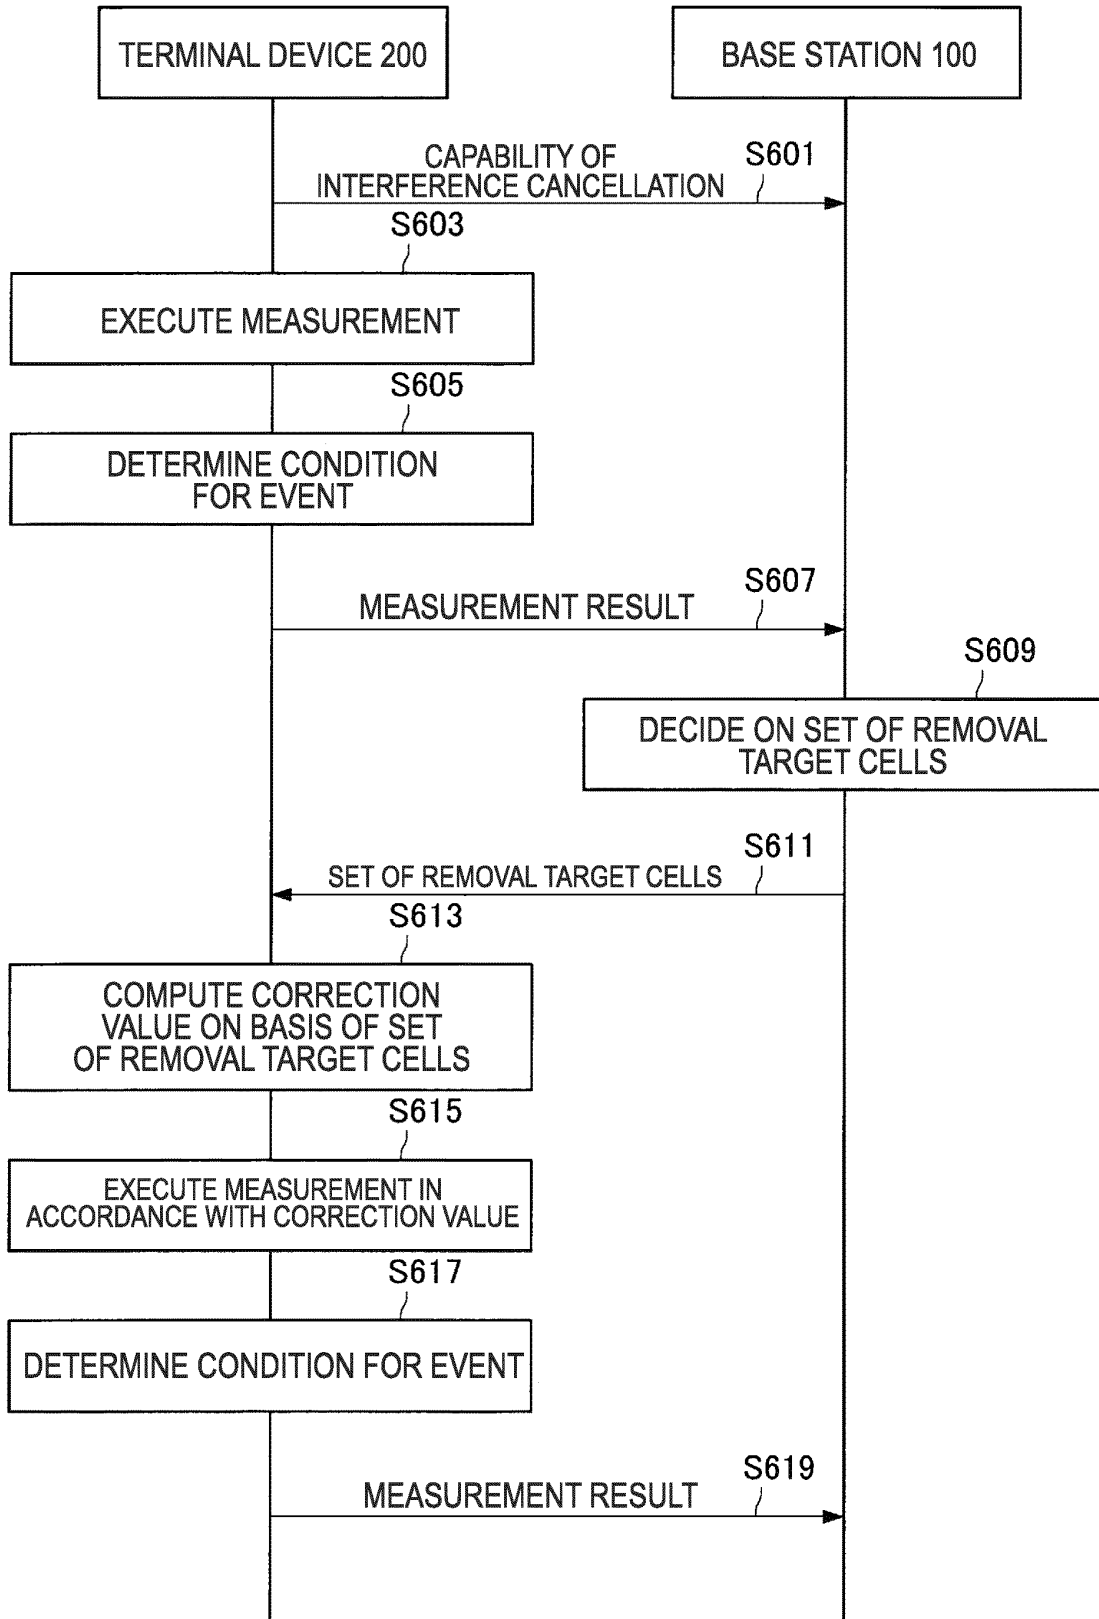 TERMINAL DEVICE 200
BASE STATION 100
CAPABILITY OF
INTERFERENCE CANCELLATION
S601
S603
EXECUTE MEASUREMENT
S605
DETERMINE CONDITION
FOR EVENT
MEASUREMENT RESULT
S607
S609
DECIDE ON SET OF REMOVAL
TARGET CELLS
SET OF REMOVAL TARGET CELLS
S611
S613
COMPUTE CORRECTION
VALUE ON BASIS OF SET
OF REMOVAL TARGET CELLS
S615
EXECUTE MEASUREMENT IN
ACCORDANCE WITH CORRECTION VALUE
S617
DETERMINE CONDITION FOR EVENT
MEASUREMENT RESULT
S619